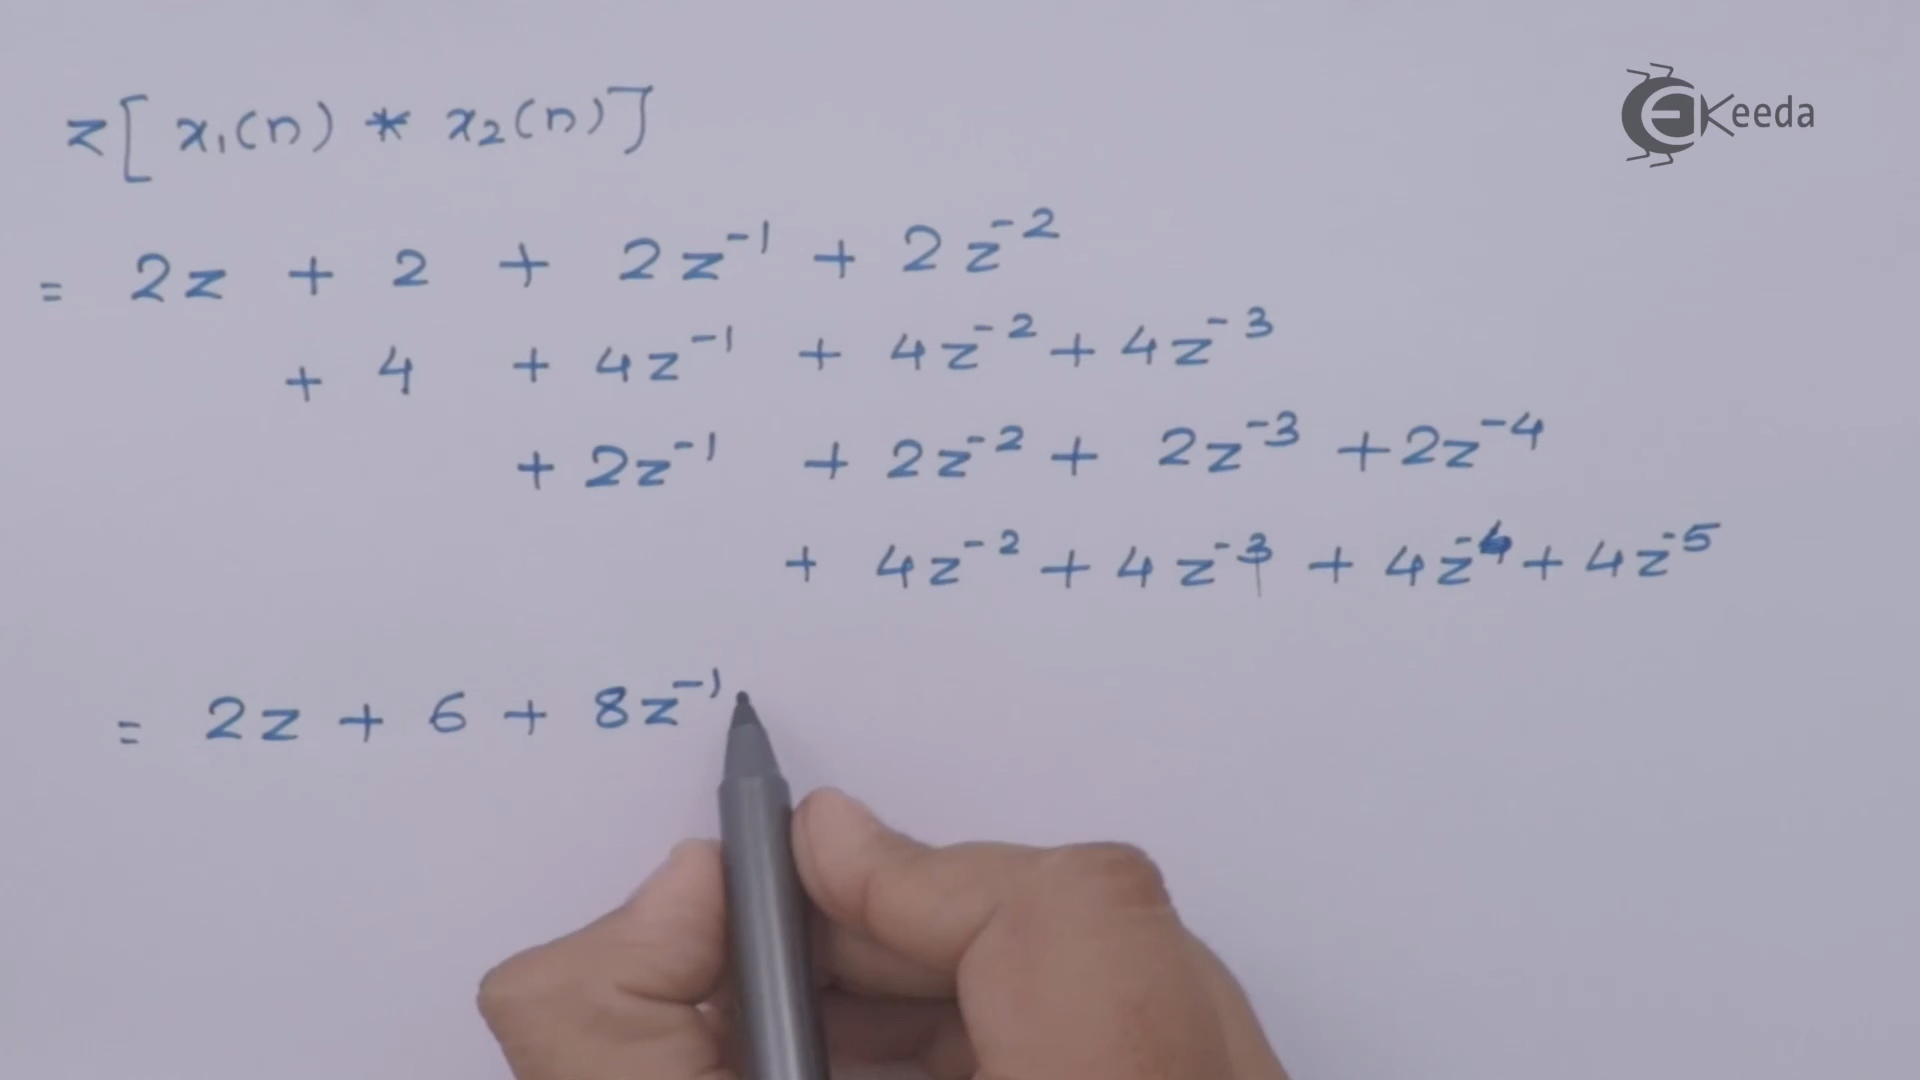 EKeeda
z[x₁(n) * x₂(n)]
= 2z + 2 + 2z⁻¹ + 2z⁻²
+ 4 + 4z⁻¹ + 4z⁻² + 4z⁻³
+ 2z⁻¹ + 2z⁻² + 2z⁻³ + 2z⁻⁴
+ 4z⁻² + 4z⁻³ + 4z⁻⁴ + 4z⁻⁵
= 2z + 6 + 8z⁻¹